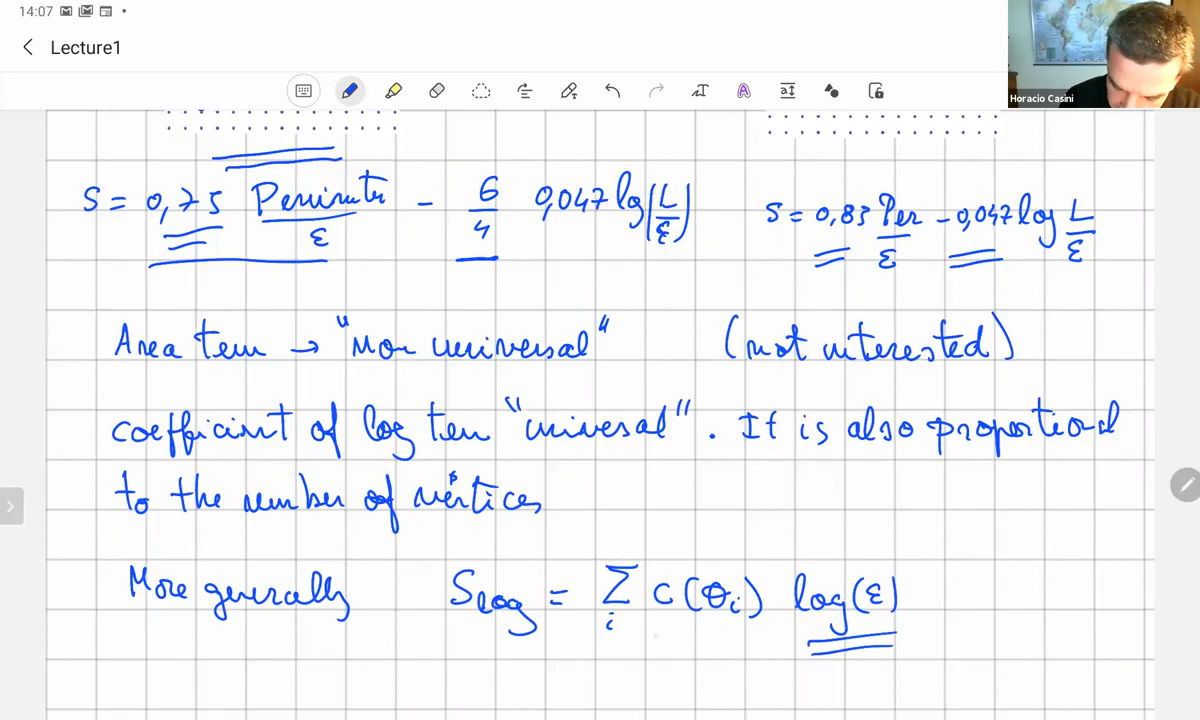 14:07
Lecture1
Horacio Casini
S = 0,75 Perimeter/ε - 6/4 0,047 log(L/ε)
S = 0,83 Per/ε - 0,047 log L/ε
Area term → "Non universal" (not interested)
coefficient of log term "universal". It is also proportional
to the number of vertices
More generally S_log = Σ_i c(θ_i) log(ε)